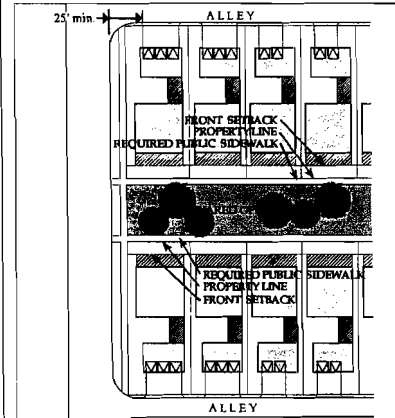 25' min.
ALLEY
FRONT SETBACK
PROPERTY LINE
REQUIRED PUBLIC SIDEWALK
REQUIRED PUBLIC SIDEWALK
PROPERTY LINE
FRONT SETBACK
ALLEY